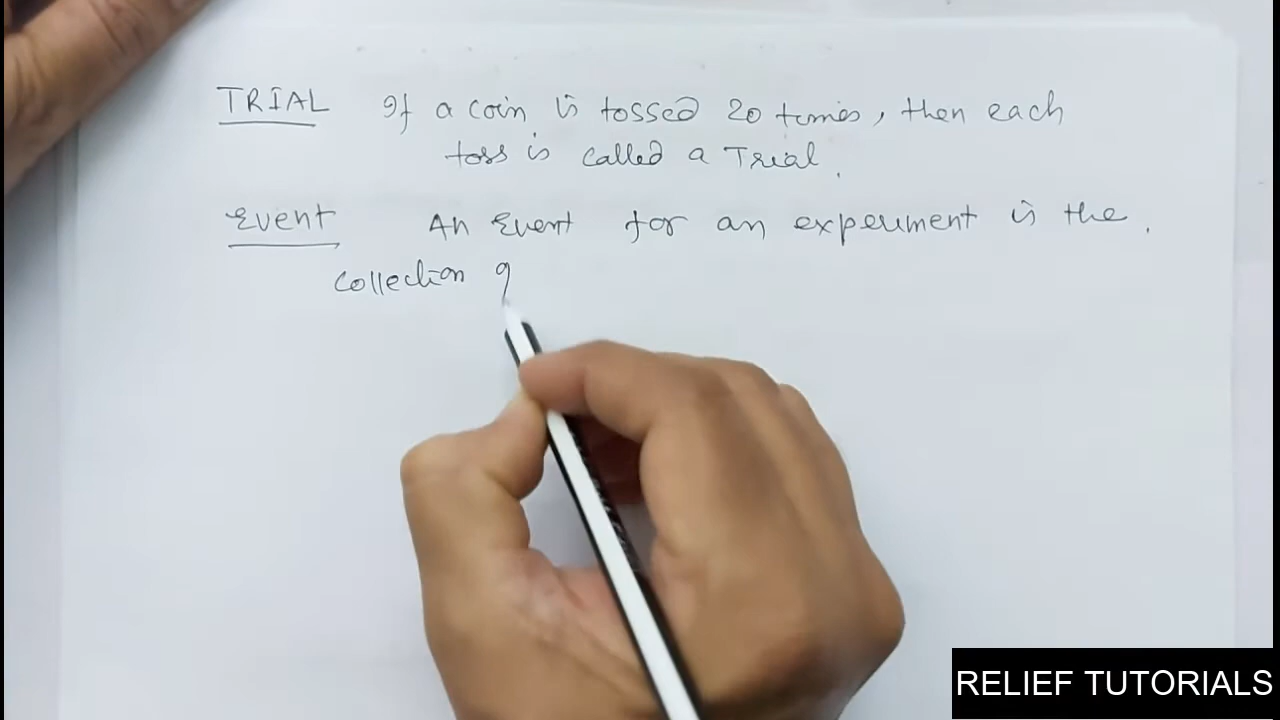 TRIAL If a coin is tossed 20 times, then each
toss is called a Trial.
Event An Event for an experiment is the
collection
RELIEF TUTORIALS